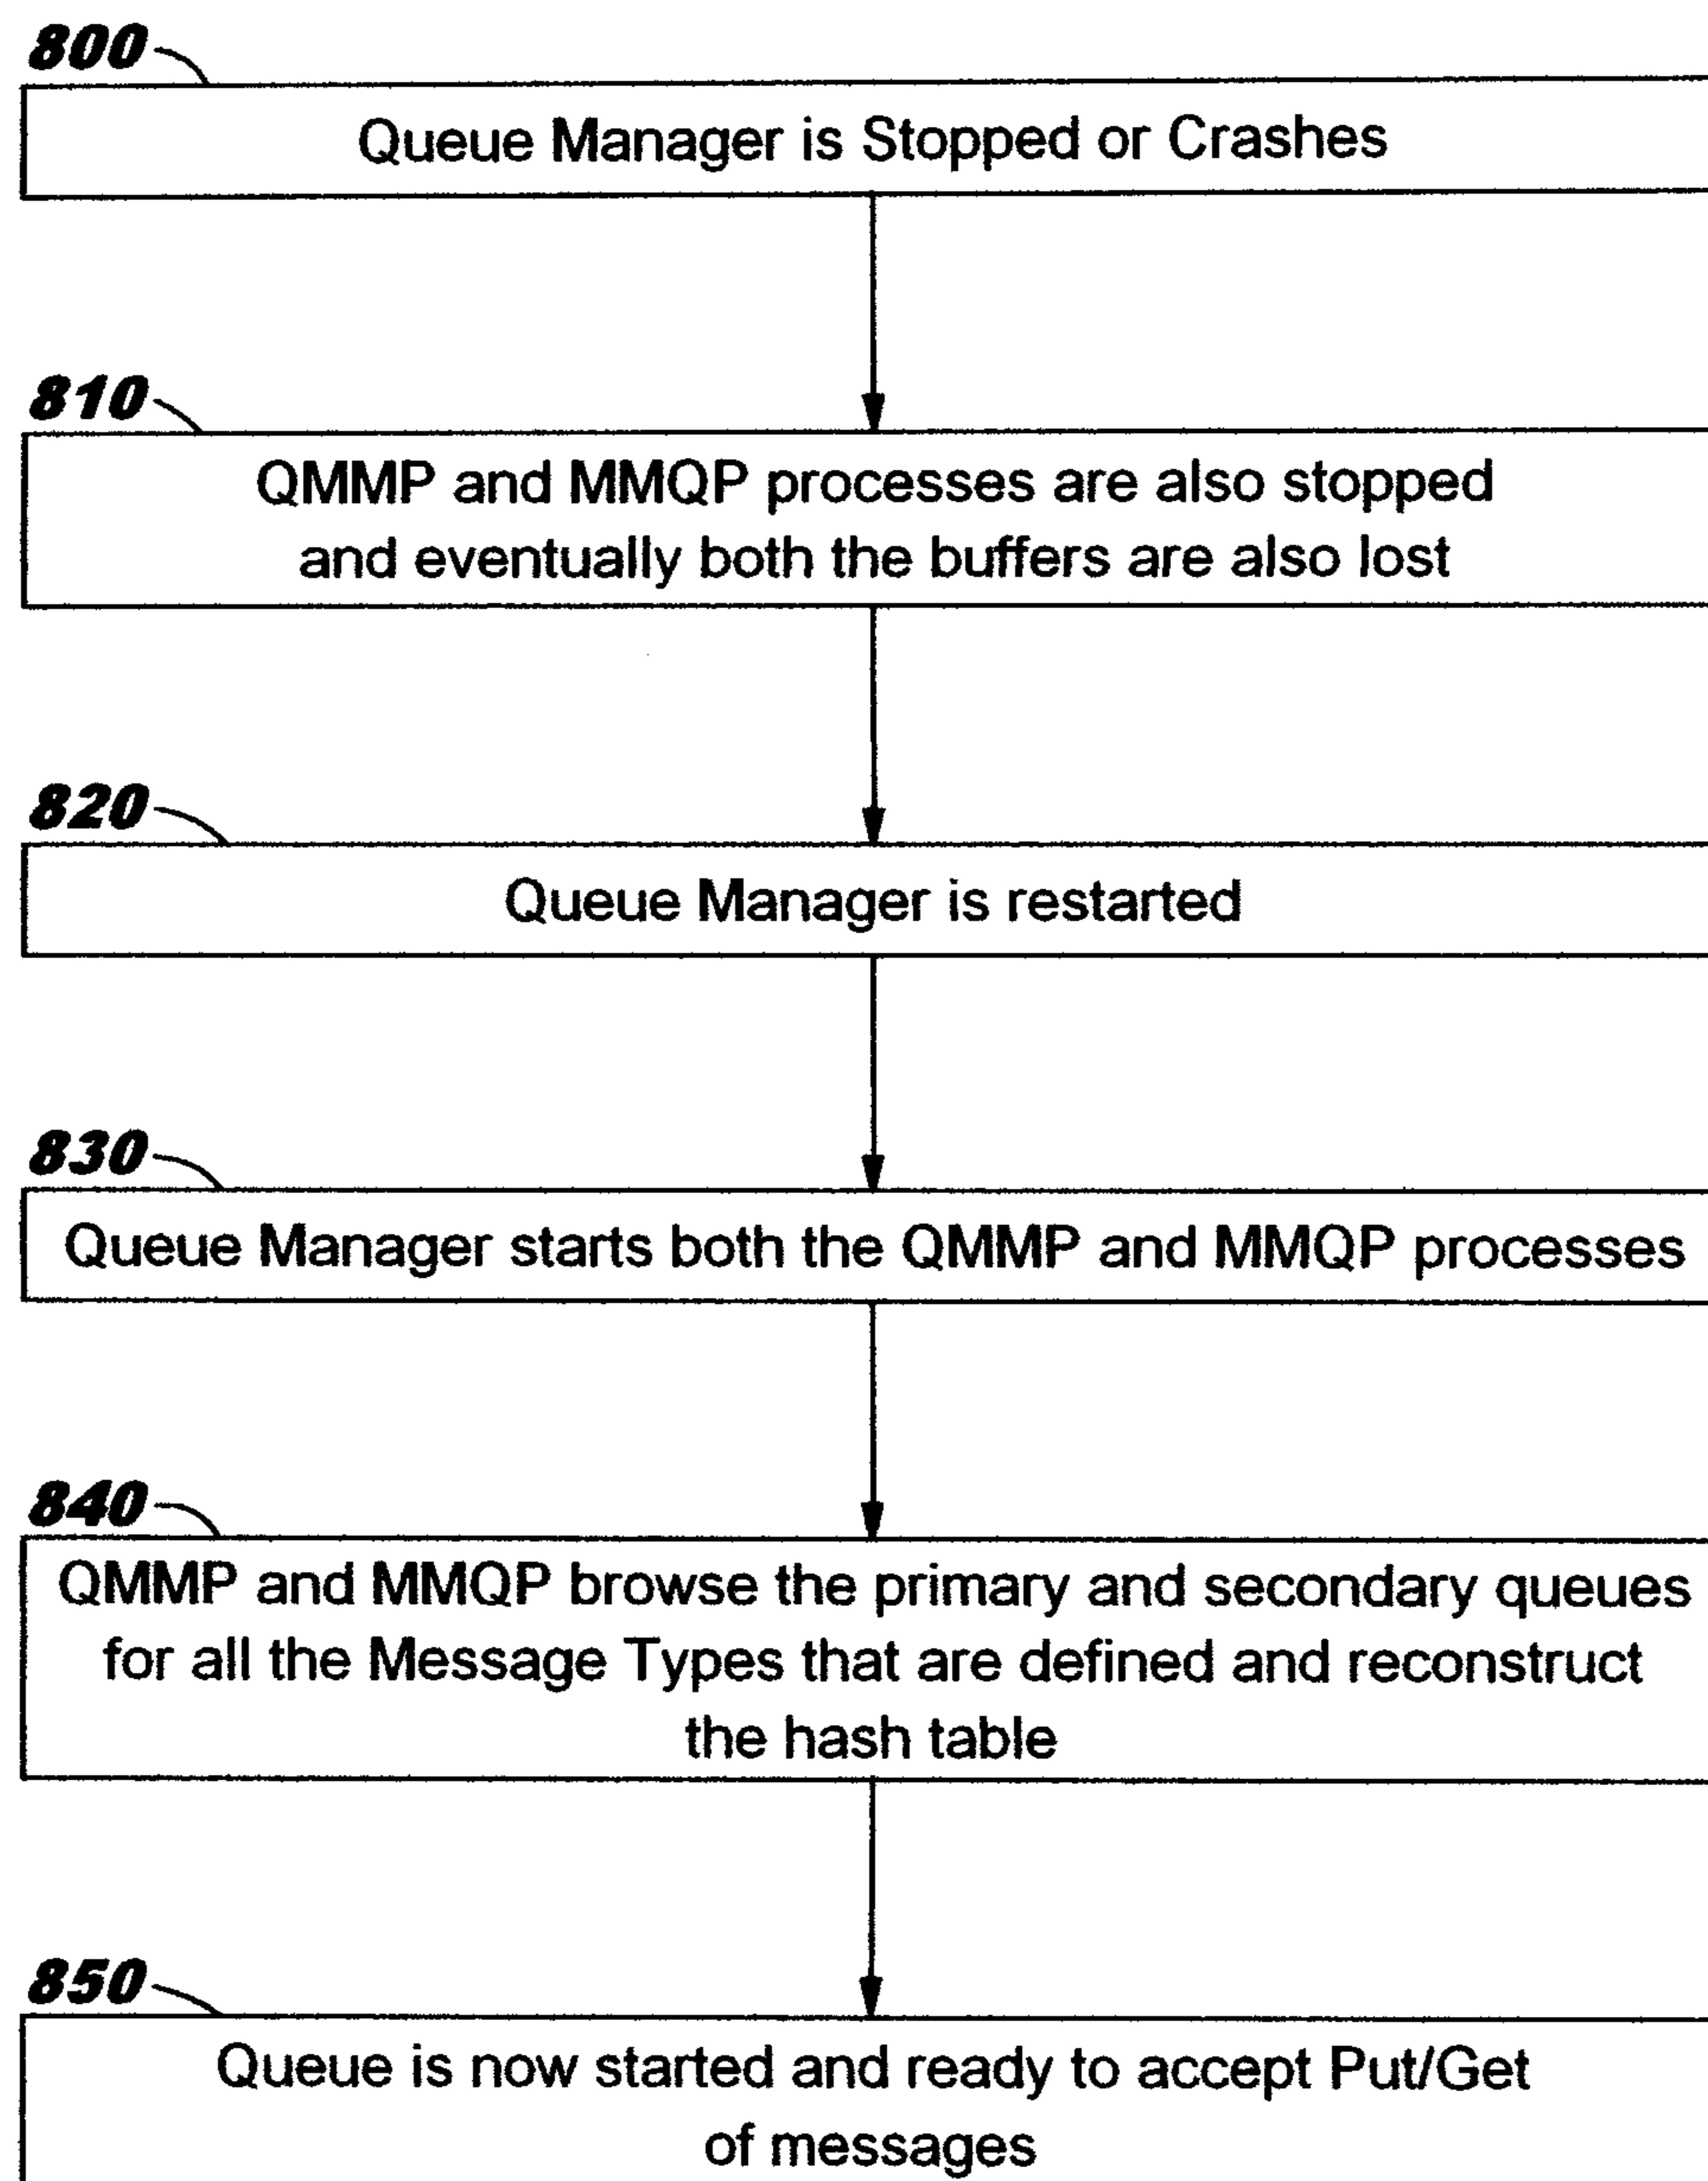 800
Queue Manager is Stopped or Crashes
810
QMMP and MMQP processes are also stopped
and eventually both the buffers are also lost
820
Queue Manager is restarted
830
Queue Manager starts both the QMMP and MMQP processes
840
QMMP and MMQP browse the primary and secondary queues
for all the Message Types that are defined and reconstruct
the hash table
850
Queue is now started and ready to accept Put/Get
of messages